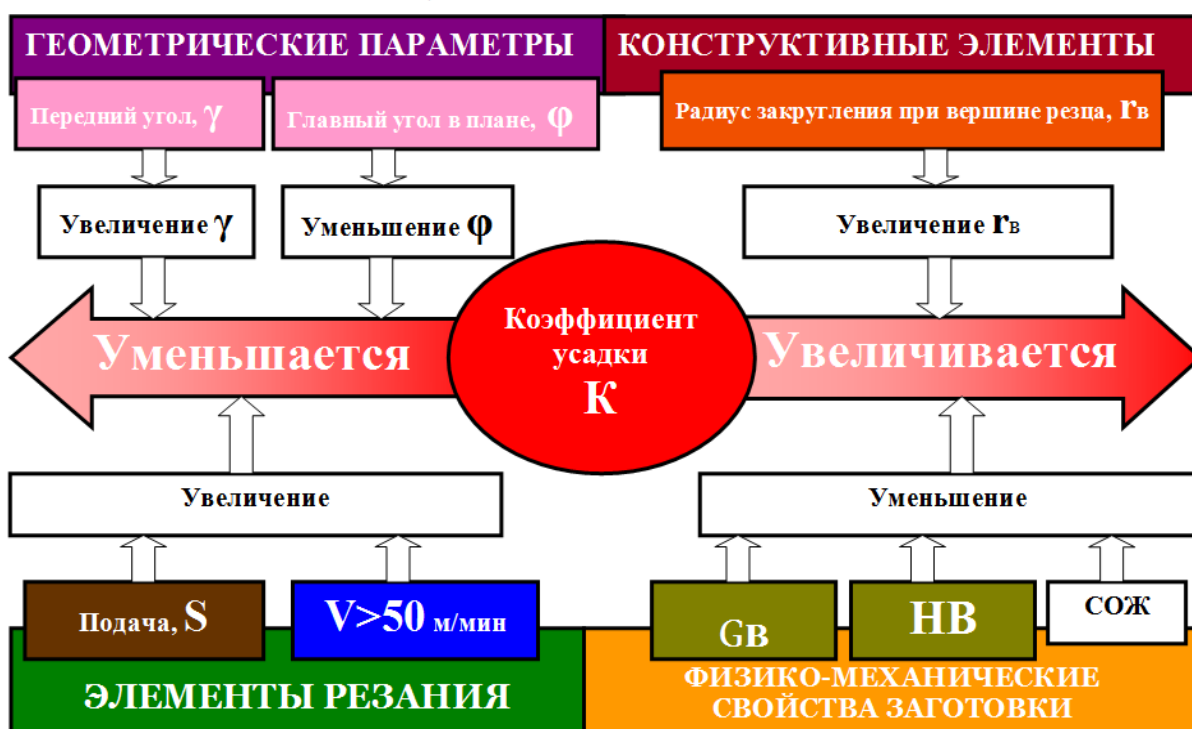 ГЕОМЕТРИЧЕСКИЕ ПАРАМЕТРЫ
КОНСТРУКТИВНЫЕ ЭЛЕМЕНТЫ
Передний угол, γ
Главный угол в плане, φ
Радиус закругления при вершине резца, rв
Увеличение γ
Уменьшение φ
Увеличение rв
Уменьшается
Коэффициент
усадки
К
Увеличивается
Увеличение
Уменьшение
Подача, S
V>50 м/мин
Gв
НВ
СОЖ
ЭЛЕМЕНТЫ РЕЗАНИЯ
ФИЗИКО-МЕХАНИЧЕСКИЕ
СВОЙСТВА ЗАГОТОВКИ